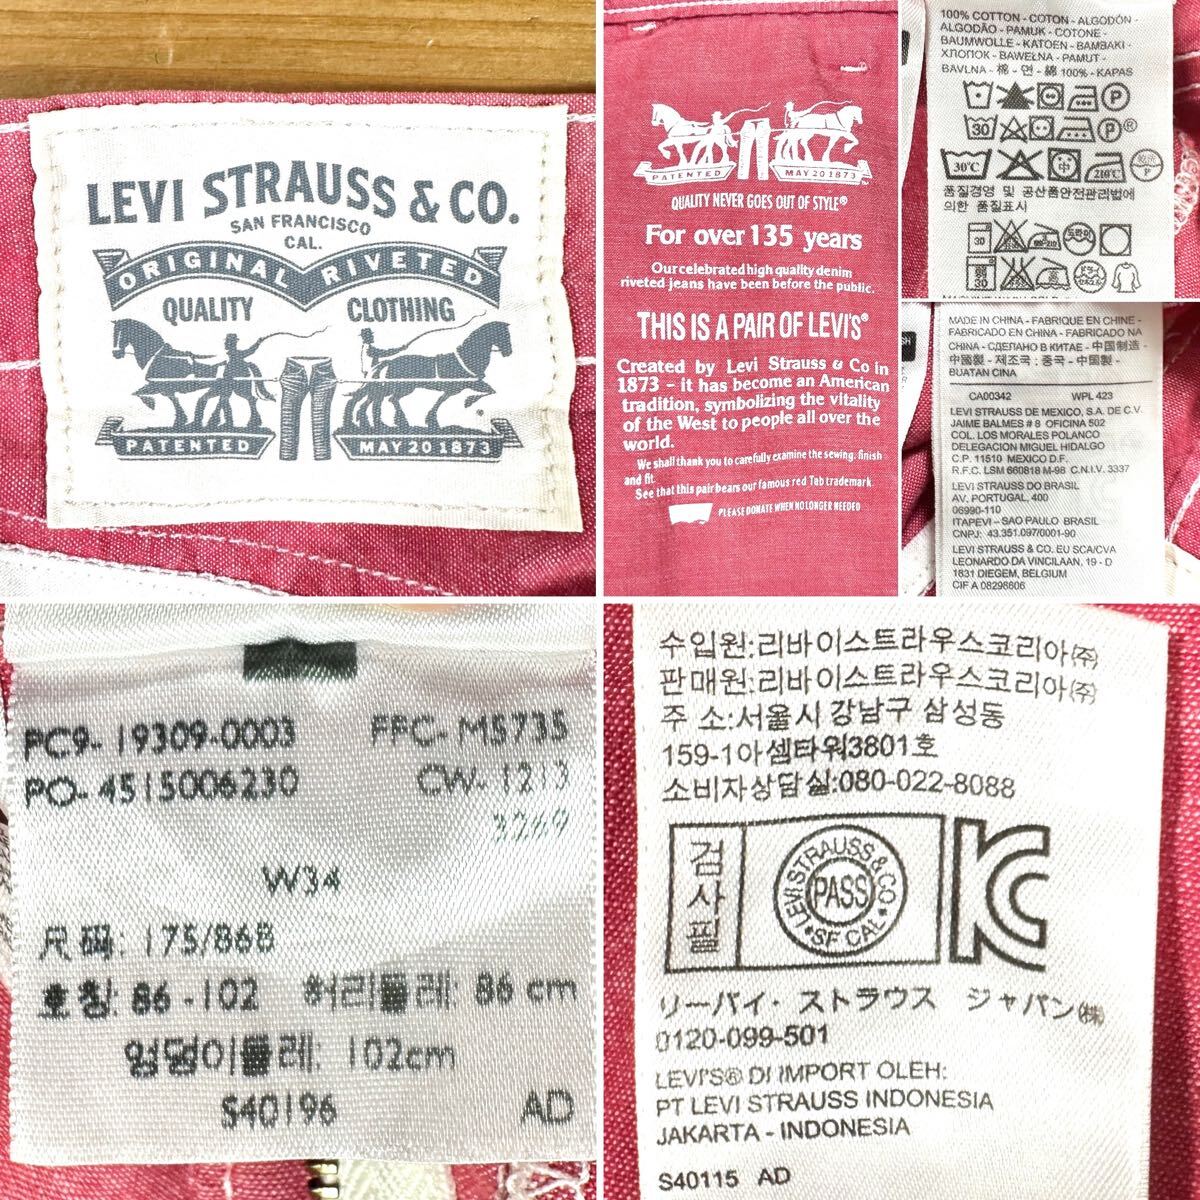 LEVI STRAUSS & CO.
SAN FRANCISCO
CAL.
ORIGINAL RIVETED
QUALITY CLOTHING
PATENTED MAY 20 1873
PATENTED MAY 20 1873
QUALITY NEVER GOES OUT OF STYLE®
For over 135 years
Our celebrated high quality denim
riveted jeans have been before the public.
THIS IS A PAIR OF LEVI'S®
Created by Levi Strauss & Co in
1873 - it has become an American
tradition, symbolizing the vitality
of the West to people all over the
world.
We shall thank you to carefully examine the sewing, finish
and fit.
See that this pair bears our famous red Tab trademark.
PLEASE DONATE WHEN NO LONGER NEEDED
100% COTTON - COTON - ALGODÓN -
ALGODÃO - PAMUK - COTONE -
BAUMWOLLE - KATOEN - BAMBAKI -
ХЛОПОК - BAWEŁNA - PAMUT -
BAVLNA - 棉 - 면 - 綿 100% - KAPAS
P
30 P®
30°C 中 210°C
품질경영 및 공산품안전관리법에
의한 품질표시
30
30
MADE IN CHINA - FABRIQUE EN CHINE -
FABRICADO EN CHINA - FABRICADO NA
CHINA - СДЕЛАНО В КИТАЕ - 中国制造 -
中國製 - 제조국 : 중국 - 中国製 -
BUATAN CINA
CA00342 WPL 423
LEVI STRAUSS DE MEXICO, S.A. DE C.V.
JAIME BALMES # 8 OFICINA 502
COL. LOS MORALES POLANCO
DELEGACION MIGUEL HIDALGO
C.P. 11510 MEXICO D.F.
R.F.C. LSM 660818 M-98 C.N.I.V. 3337
LEVI STRAUSS DO BRASIL
AV. PORTUGAL, 400
06990-110
ITAPEVI - SAO PAULO BRASIL
CNPJ: 43.351.097/0001-90
LEVI STRAUSS & CO. EU SCA/CVA
LEONARDO DA VINCILAAN, 19 - D
1831 DIEGEM, BELGIUM
CIF A 08296606
PC9- 19309-0003 FFC- M5735
PO- 4515006230 CW- 1213
3269
W34
尺码: 175/86B
호칭: 86 -102 허리둘레: 86 cm
엉덩이둘레: 102cm
S40196 AD
수입원:리바이스트라우스코리아㈜
판매원:리바이스트라우스코리아㈜
주 소:서울시 강남구 삼성동
159-1아셈타워3801호
소비자상담실:080-022-8088
검사필
LEVI STRAUSS & CO
PASS
SF CAL
KC
リーバイ・ストラウス ジャパン㈱
0120-099-501
LEVI'S® DI IMPORT OLEH:
PT LEVI STRAUSS INDONESIA
JAKARTA - INDONESIA
S40115 AD